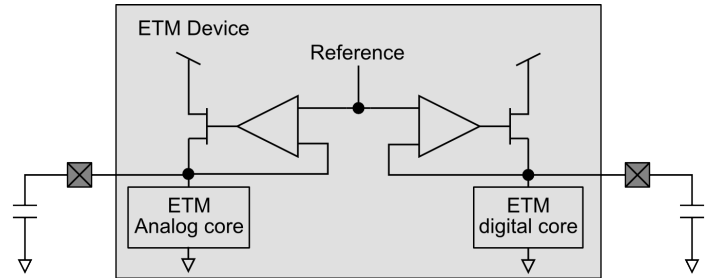 ETM Device
Reference
ETM
Analog core
ETM
digital core